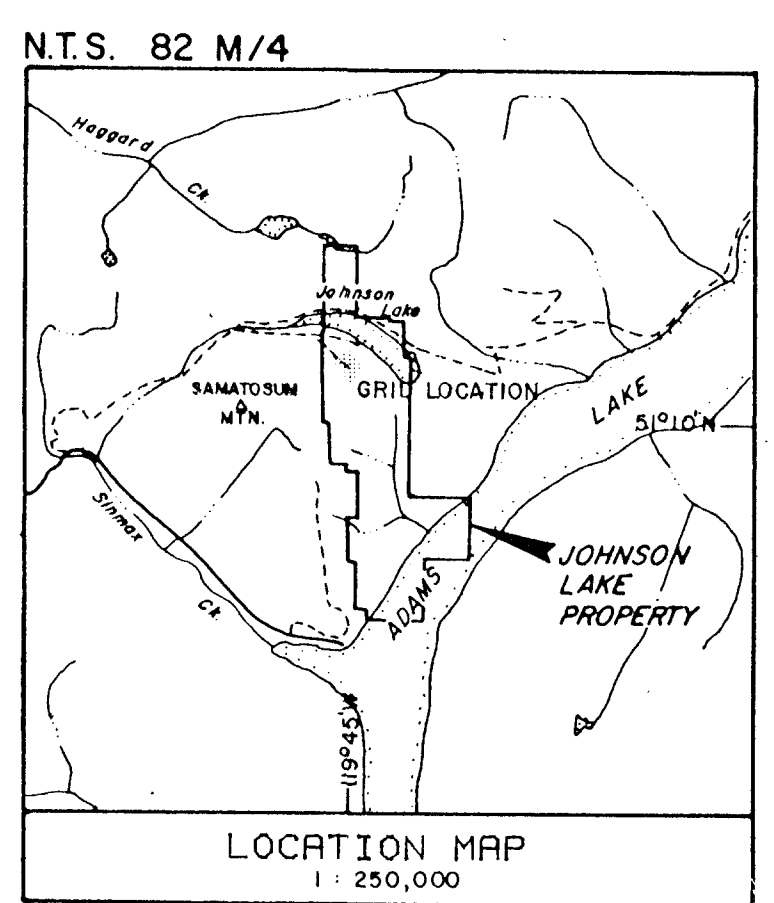 N.T.S. 82 M/4
Haggard
Ck.
Johnson
Lake
SAMATOSUM
MTN.
GRID LOCATION
LAKE
51°10'N
Sinmax
Ck.
ADAMS
JOHNSON
LAKE
PROPERTY
119°45'W
LOCATION MAP
1 : 250,000